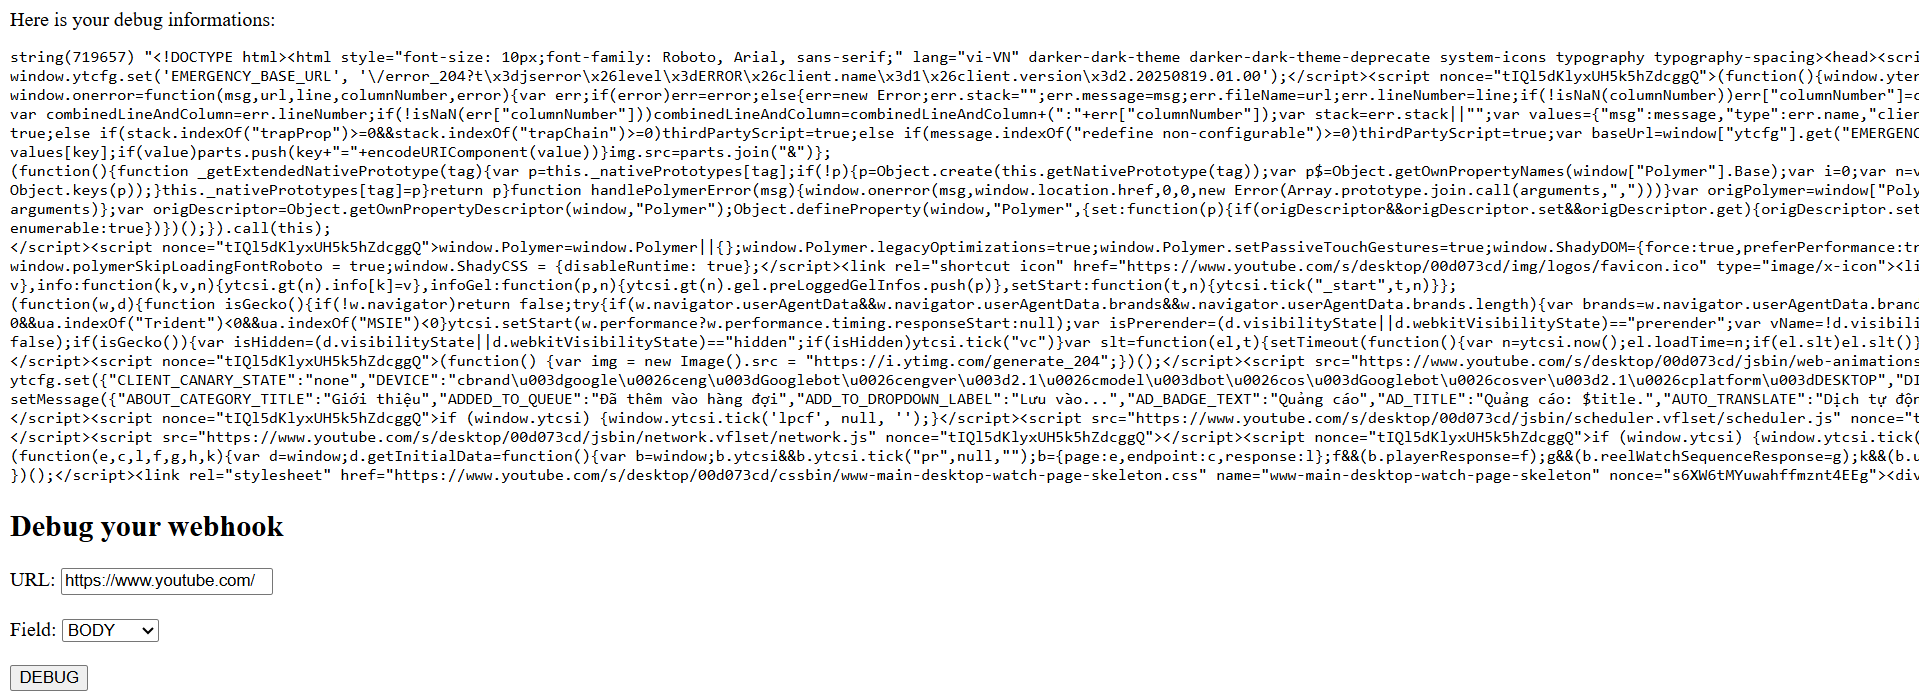 Here is your debug informations:
string(719657) "<!DOCTYPE html><html style="font-size: 10px;font-family: Roboto, Arial, sans-serif;" lang="vi-VN" darker-dark-theme darker-dark-theme-deprecate system-icons typography typography-spacing><head><scri
window.ytcfg.set('EMERGENCY_BASE_URL', '\/error_204?t\x3djserror\x26level\x3dERROR\x26client.name\x3d1\x26client.version\x3d2.20250819.01.00');</script><script nonce="tIQl5dKlyxUH5k5hZdcggQ">(function(){window.yter
window.onerror=function(msg,url,line,columnNumber,error){var err;if(error)err=error;else{err=new Error;err.stack="";err.message=msg;err.fileName=url;err.lineNumber=line;if(!isNaN(columnNumber))err["columnNumber"]=c
var combinedLineAndColumn=err.lineNumber;if(!isNaN(err["columnNumber"]))combinedLineAndColumn=combinedLineAndColumn+(":"+err["columnNumber"]);var stack=err.stack||"";var values={"msg":message,"type":err.name,"clien
true;else if(stack.indexOf("trapProp")>=0&&stack.indexOf("trapChain")>=0)thirdPartyScript=true;else if(message.indexOf("redefine non-configurable")>=0)thirdPartyScript=true;var baseUrl=window["ytcfg"].get("EMERGENC
values[key];if(value)parts.push(key+"="+encodeURIComponent(value))}img.src=parts.join("&")};
(function(){function _getExtendedNativePrototype(tag){var p=this._nativePrototypes[tag];if(!p){p=Object.create(this.getNativePrototype(tag));var p$=Object.getOwnPropertyNames(window["Polymer"].Base);var i=0;var n=v
Object.keys(p));}this._nativePrototypes[tag]=p}return p}function handlePolymerError(msg){window.onerror(msg,window.location.href,0,0,new Error(Array.prototype.join.call(arguments,",")))}var origPolymer=window["Poly
arguments)};var origDescriptor=Object.getOwnPropertyDescriptor(window,"Polymer");Object.defineProperty(window,"Polymer",{set:function(p){if(origDescriptor&&origDescriptor.set&&origDescriptor.get){origDescriptor.set
enumerable:true})})();}).call(this);
</script><script nonce="tIQl5dKlyxUH5k5hZdcggQ">window.Polymer=window.Polymer||{};window.Polymer.legacyOptimizations=true;window.Polymer.setPassiveTouchGestures=true;window.ShadyDOM={force:true,preferPerformance:tr
window.polymerSkipLoadingFontRoboto = true;window.ShadyCSS = {disableRuntime: true};</script><link rel="shortcut icon" href="https://www.youtube.com/s/desktop/00d073cd/img/logos/favicon.ico" type="image/x-icon"><li
v},info:function(k,v,n){ytcsi.gt(n).info[k]=v},infoGel:function(p,n){ytcsi.gt(n).gel.preLoggedGelInfos.push(p)},setStart:function(t,n){ytcsi.tick("_start",t,n)}};
(function(w,d){function isGecko(){if(!w.navigator)return false;try{if(w.navigator.userAgentData&&w.navigator.userAgentData.brands&&w.navigator.userAgentData.brands.length){var brands=w.navigator.userAgentData.brand
0&&ua.indexOf("Trident")<0&&ua.indexOf("MSIE")<0}ytcsi.setStart(w.performance?w.performance.timing.responseStart:null);var isPrerender=(d.visibilityState||d.webkitVisibilityState)=="prerender";var vName=!d.visibili
false);if(isGecko()){var isHidden=(d.visibilityState||d.webkitVisibilityState)=="hidden";if(isHidden)ytcsi.tick("vc")}var slt=function(el,t){setTimeout(function(){var n=ytcsi.now();el.loadTime=n;if(el.slt)el.slt()}
</script><script nonce="tIQl5dKlyxUH5k5hZdcggQ">(function() {var img = new Image().src = "https://i.ytimg.com/generate_204";})();</script><script src="https://www.youtube.com/s/desktop/00d073cd/jsbin/web-animations
ytcfg.set({"CLIENT_CANARY_STATE":"none","DEVICE":"cbrand\u003dgoogle\u0026ceng\u003dGooglebot\u0026cengver\u003d2.1\u0026cmodel\u003dbot\u0026cos\u003dGooglebot\u0026cosver\u003d2.1\u0026cplatform\u003dDESKTOP","DI
setMessage({"ABOUT_CATEGORY_TITLE":"Giới thiệu","ADDED_TO_QUEUE":"Đã thêm vào hàng đợi","ADD_TO_DROPDOWN_LABEL":"Lưu vào...","AD_BADGE_TEXT":"Quảng cáo","AD_TITLE":"Quảng cáo: $title.","AUTO_TRANSLATE":"Dịch tự độn
</script><script nonce="tIQl5dKlyxUH5k5hZdcggQ">if (window.ytcsi) {window.ytcsi.tick('lpcf', null, '');}</script><script src="https://www.youtube.com/s/desktop/00d073cd/jsbin/scheduler.vflset/scheduler.js" nonce="t
</script><script src="https://www.youtube.com/s/desktop/00d073cd/jsbin/network.vflset/network.js" nonce="tIQl5dKlyxUH5k5hZdcggQ"></script><script nonce="tIQl5dKlyxUH5k5hZdcggQ">if (window.ytcsi) {window.ytcsi.tick(
(function(e,c,l,f,g,h,k){var d=window;d.getInitialData=function(){var b=window;b.ytcsi&&b.ytcsi.tick("pr",null,"");b={page:e,endpoint:c,response:l};f&&(b.playerResponse=f);g&&(b.reelWatchSequenceResponse=g);k&&(b.u
})();</script><link rel="stylesheet" href="https://www.youtube.com/s/desktop/00d073cd/cssbin/www-main-desktop-watch-page-skeleton.css" name="www-main-desktop-watch-page-skeleton" nonce="s6XW6tMYuwahffmznt4EEg"><div
Debug your webhook
URL: https://www.youtube.com/
Field: BODY
DEBUG